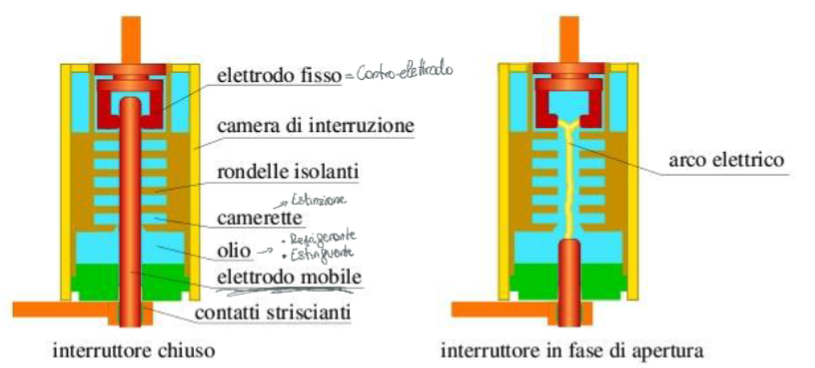 elettrodo fisso = Contro-elettrodo
camera di interruzione
rondelle isolanti
→ Estinzione
camerette
olio → • Refrigerante
• Estinguente
elettrodo mobile
contatti striscianti
interruttore chiuso
arco elettrico
interruttore in fase di apertura